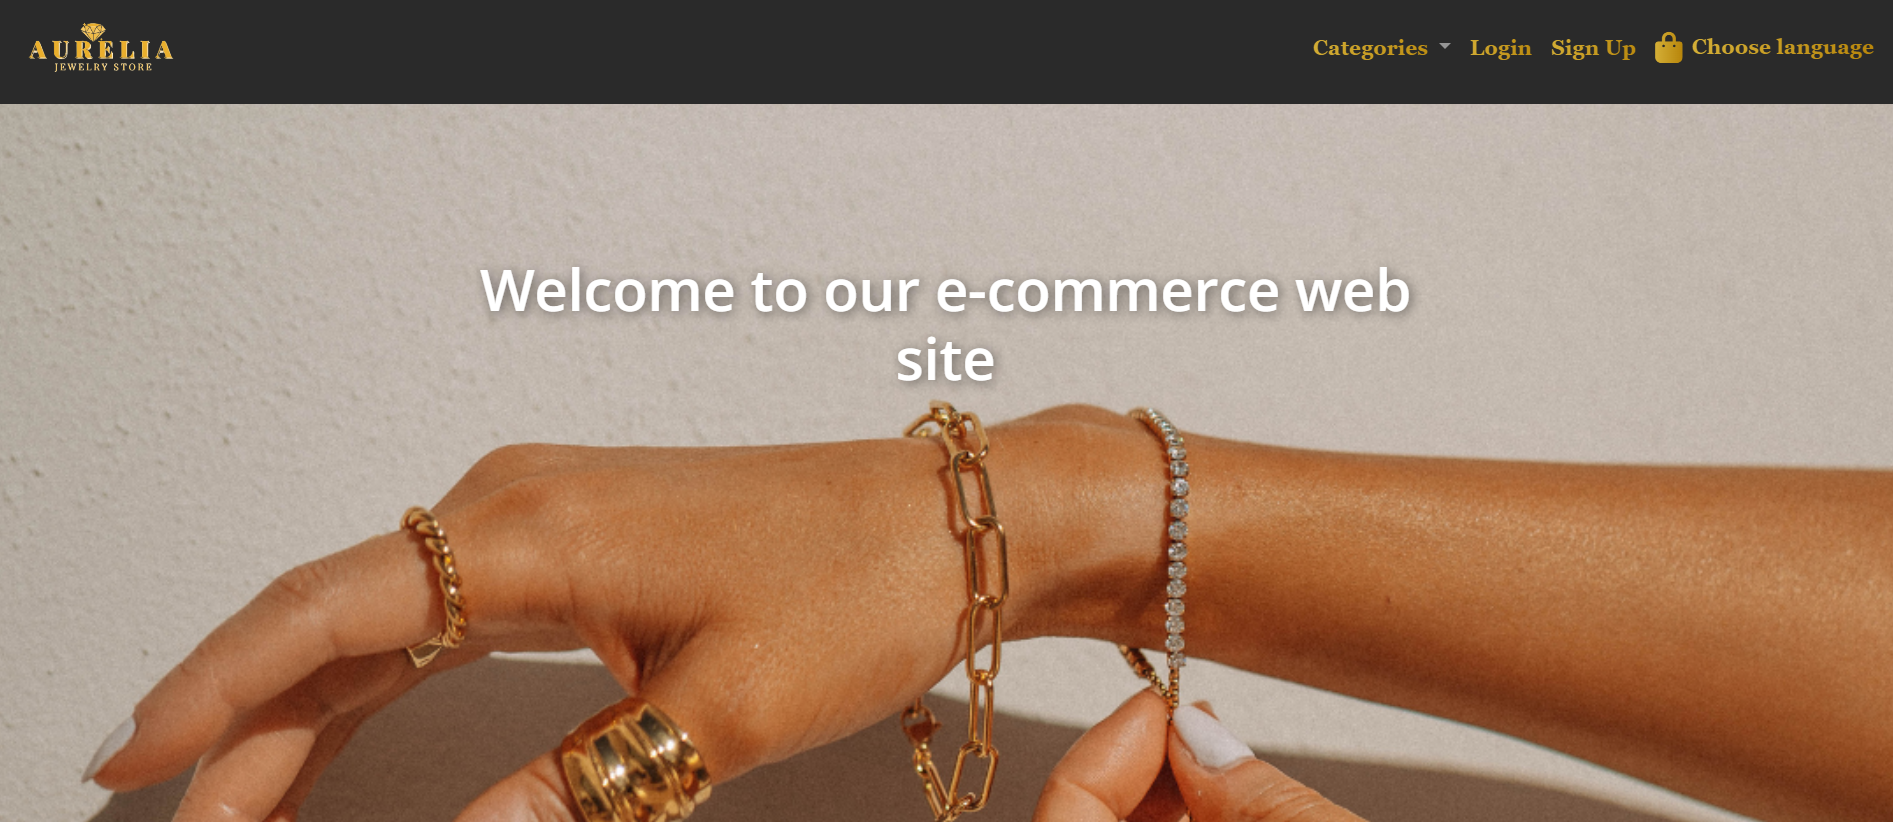 AURELIA
JEWELRY STORE
Categories Login Sign Up Choose language
Welcome to our e-commerce web
site